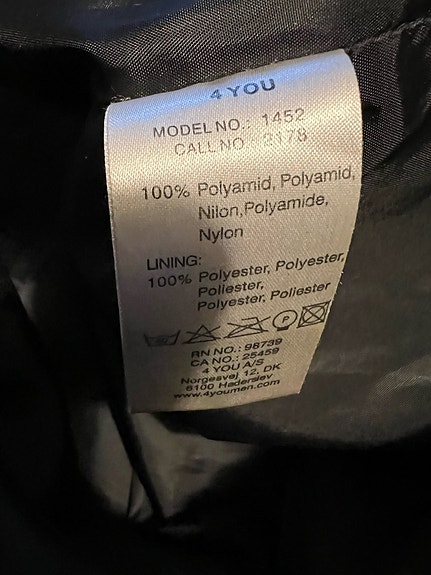 4 YOU
MODEL NO.: 1452
CALL NO.: 2178
100% Polyamid, Polyamid,
Nilon,Polyamide,
Nylon
LINING:
100% Polyester, Polyester,
Poliester,
Polyester, Poliester
P
RN NO.: 98739
CA NO.: 25459
4 YOU A/S
Norgesvej 12, DK
6100 Haderslev
www.4youmen.com